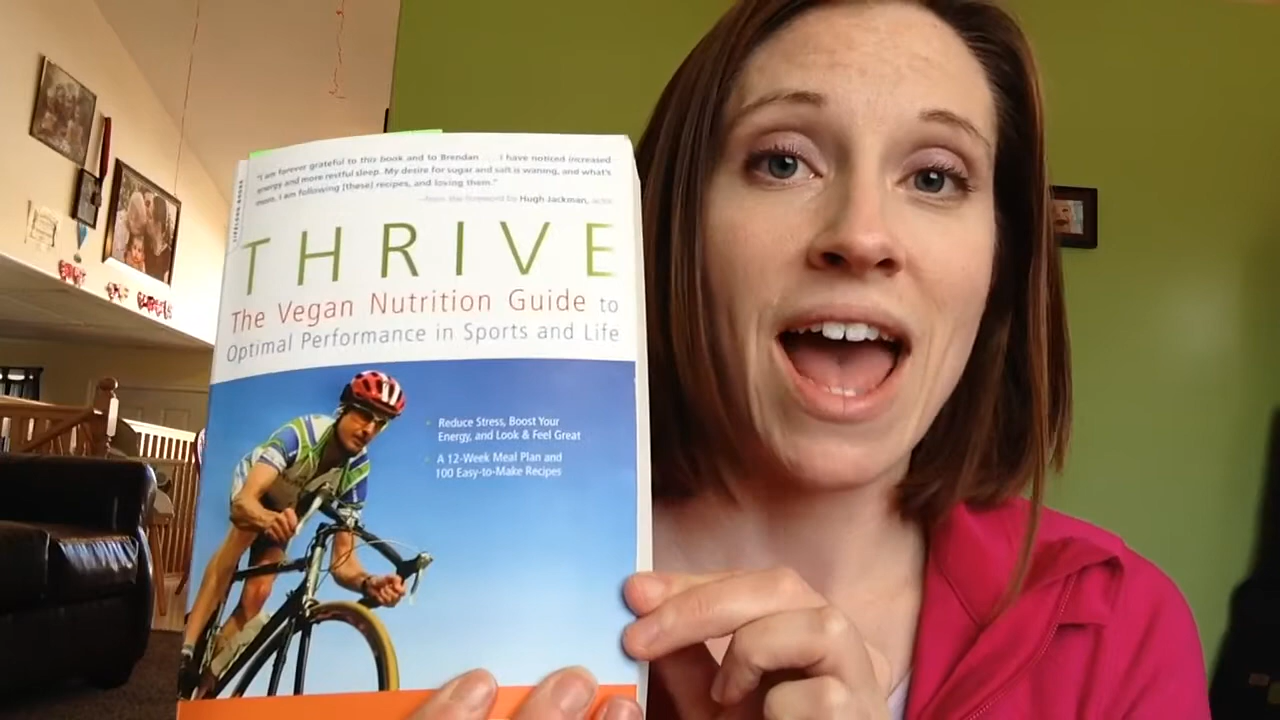 "I am forever grateful to this book and to Brendan . . . I have noticed increased
energy and more restful sleep. My desire for sugar and salt is waning, and what's
more, I am following [these] recipes, and loving them."
—From the foreword by Hugh Jackman, actor
THRIVE
The Vegan Nutrition Guide to
Optimal Performance in Sports and Life
• Reduce Stress, Boost Your
Energy, and Look & Feel Great
• A 12-Week Meal Plan and
100 Easy-to-Make Recipes